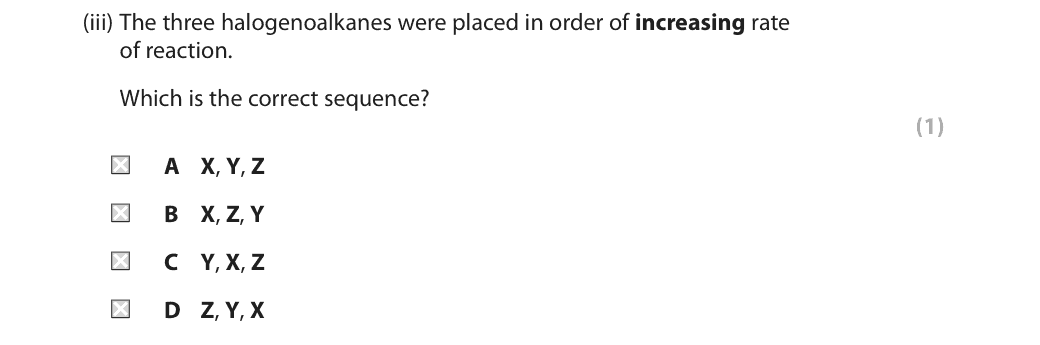 (iii) The three halogenoalkanes were placed in order of increasing rate
of reaction.
Which is the correct sequence?
(1)
A X, Y, Z
B X, Z, Y
C Y, X, Z
D Z, Y, X